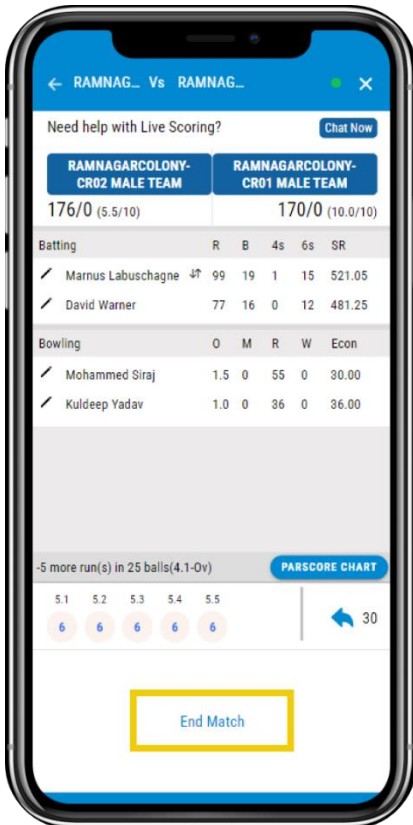 RAMNAG... Vs RAMNAG...
Need help with Live Scoring? Chat Now
RAMNAGARCOLONY-
CR02 MALE TEAM
RAMNAGARCOLONY-
CR01 MALE TEAM
176/0 (5.5/10) 170/0 (10.0/10)
Batting R B 4s 6s SR
Marnus Labuschagne 99 19 1 15 521.05
David Warner 77 16 0 12 481.25
Bowling O M R W Econ
Mohammed Siraj 1.5 0 55 0 30.00
Kuldeep Yadav 1.0 0 36 0 36.00
-5 more run(s) in 25 balls(4.1-Ov) PARSCORE CHART
5.1 5.2 5.3 5.4 5.5
6 6 6 6 6 30
End Match